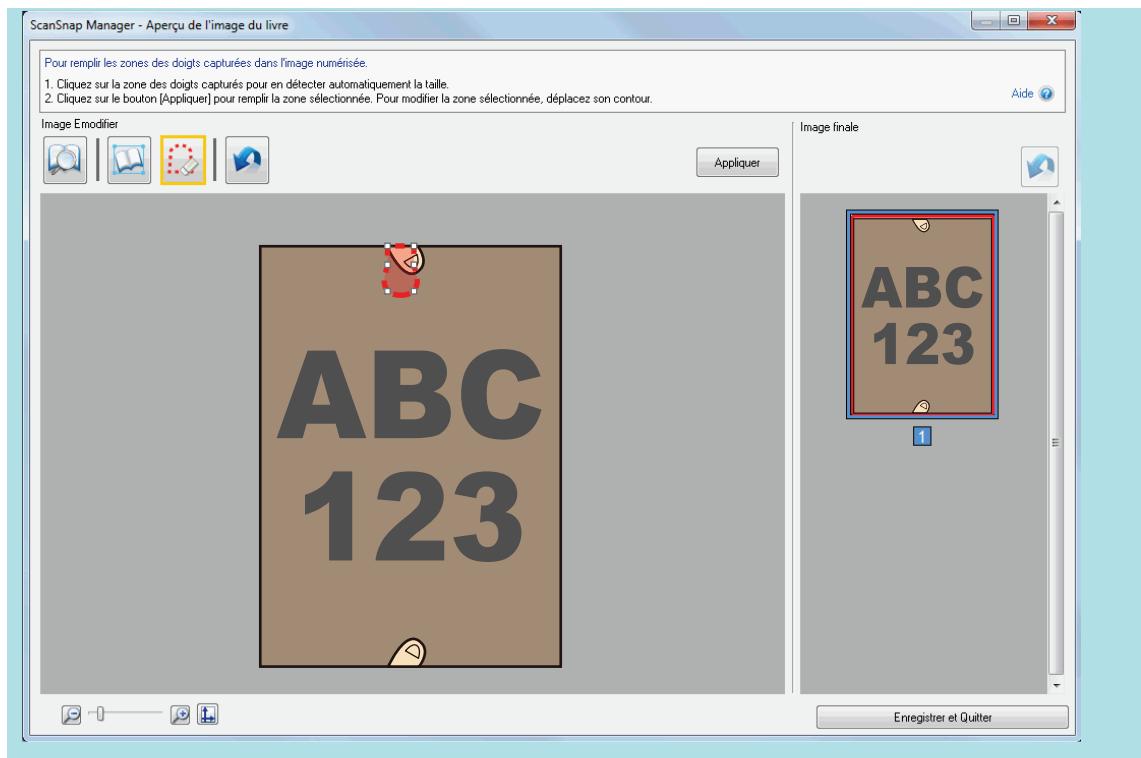 ScanSnap Manager - Aperçu de l'image du livre
Pour remplir les zones des doigts capturées dans l'image numérisée.
1. Cliquez sur la zone des doigts capturés pour en détecter automatiquement la taille.
2. Cliquez sur le bouton [Appliquer] pour remplir la zone sélectionnée. Pour modifier la zone sélectionnée, déplacez son contour.
Aide
Image Emodifier
Appliquer
ABC
123
Image finale
ABC
123
1
Enregistrer et Quitter